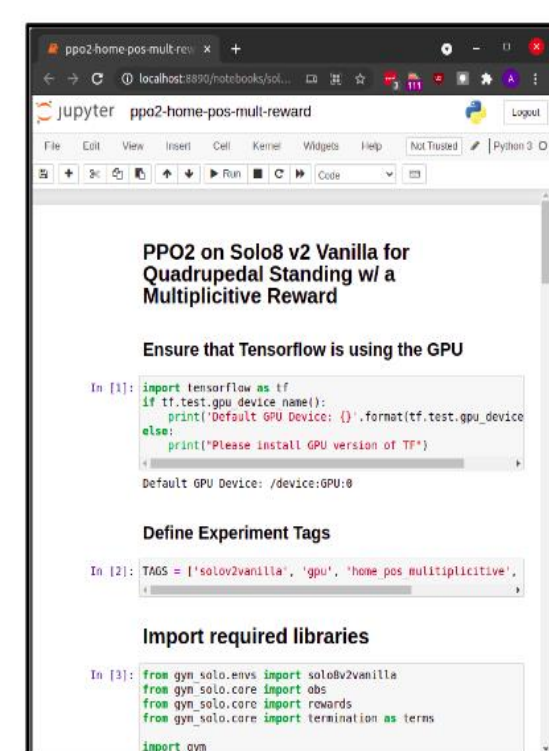 ppo2-home-pos-mult-rew × +
localhost:8890/notebooks/sol...
3 111 A
jupyter ppo2-home-pos-mult-reward Logout
File Edit View Insert Cell Kernel Widgets Help Not Trusted Python 3 O
Run Code
PPO2 on Solo8 v2 Vanilla for
Quadrupedal Standing w/ a
Multiplicitive Reward
Ensure that Tensorflow is using the GPU
In [1]: import tensorflow as tf
if tf.test.gpu_device_name():
print('Default GPU Device: {}'.format(tf.test.gpu_device
else:
print("Please install GPU version of TF")
Default GPU Device: /device:GPU:0
Define Experiment Tags
In [2]: TAGS = ['solov2vanilla', 'gpu', 'home_pos_mulitiplicitive',
Import required libraries
In [3]: from gym_solo.envs import solo8v2vanilla
from gym_solo.core import obs
from gym_solo.core import rewards
from gym_solo.core import termination as terms
import gym